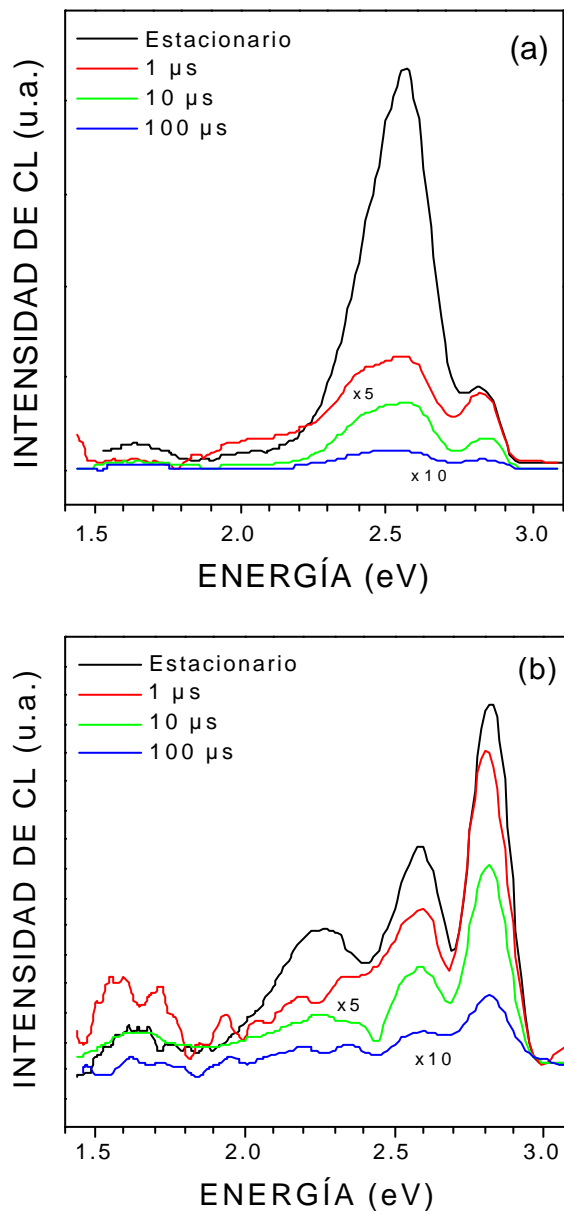 INTENSIDAD DE CL (u.a.)
Estacionario
1 µs
10 µs
100 µs
(a)
x5
x10
1.5 2.0 2.5 3.0
ENERGÍA (eV)
INTENSIDAD DE CL (u.a.)
Estacionario
1 µs
10 µs
100 µs
(b)
x5
x10
1.5 2.0 2.5 3.0
ENERGÍA (eV)